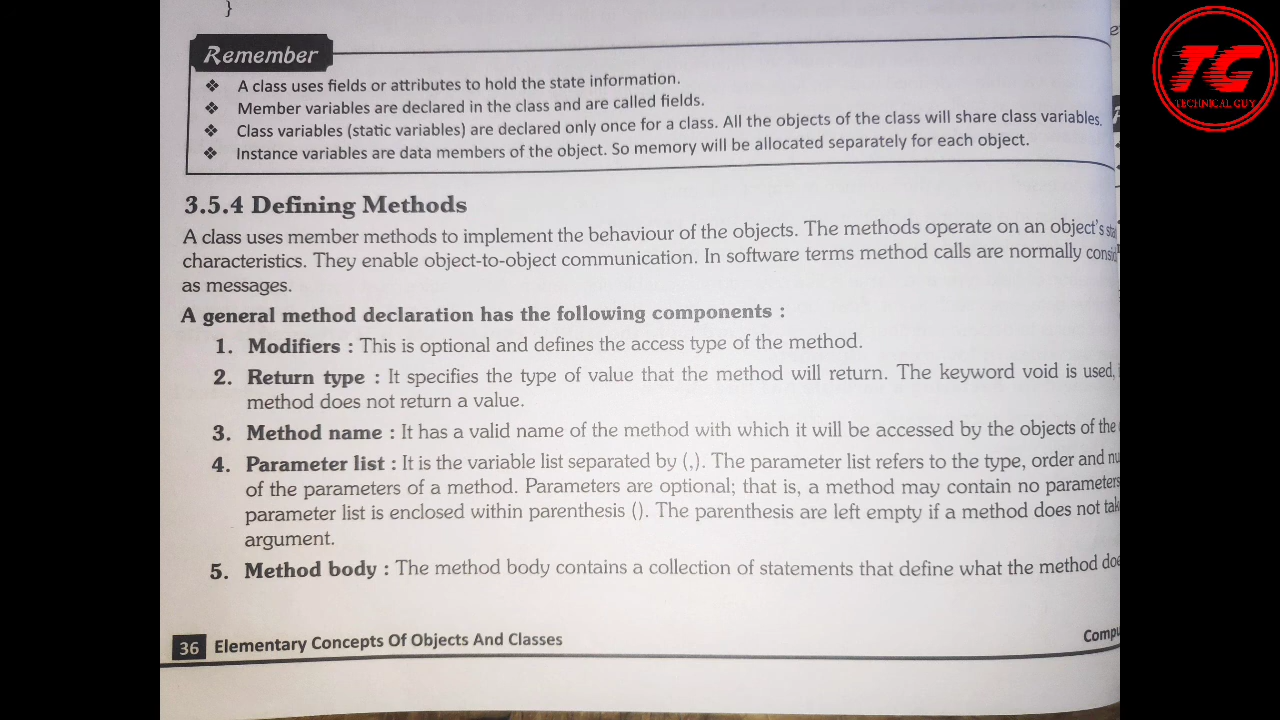 }
Remember
❖ A class uses fields or attributes to hold the state information.
❖ Member variables are declared in the class and are called fields.
❖ Class variables (static variables) are declared only once for a class. All the objects of the class will share class variables.
❖ Instance variables are data members of the object. So memory will be allocated separately for each object.
3.5.4 Defining Methods
A class uses member methods to implement the behaviour of the objects. The methods operate on an object's
characteristics. They enable object-to-object communication. In software terms method calls are normally
as messages.
A general method declaration has the following components :
1. Modifiers : This is optional and defines the access type of the method.
2. Return type : It specifies the type of value that the method will return. The keyword void is used,
method does not return a value.
3. Method name : It has a valid name of the method with which it will be accessed by the objects of the
4. Parameter list : It is the variable list separated by (,). The parameter list refers to the type, order and
of the parameters of a method. Parameters are optional; that is, a method may contain no parameters
parameter list is enclosed within parenthesis (). The parenthesis are left empty if a method does not
argument.
5. Method body : The method body contains a collection of statements that define what the method
36 Elementary Concepts Of Objects And Classes
TG
TECHNICAL GUY